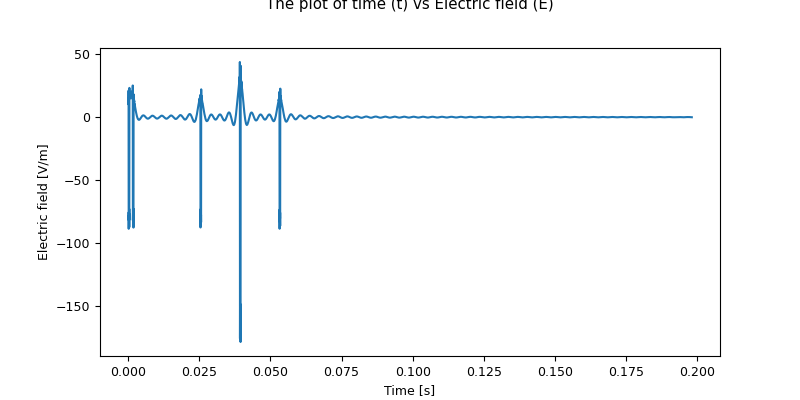 The plot of time (t) vs Electric field (E)
50
0
−50
−100
−150
Electric field [V/m]
0.000 0.025 0.050 0.075 0.100 0.125 0.150 0.175 0.200
Time [s]